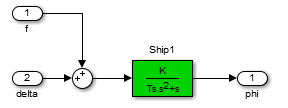 1
f
Ship1
2
delta
+
+
K
Ts.s2+s
1
phi